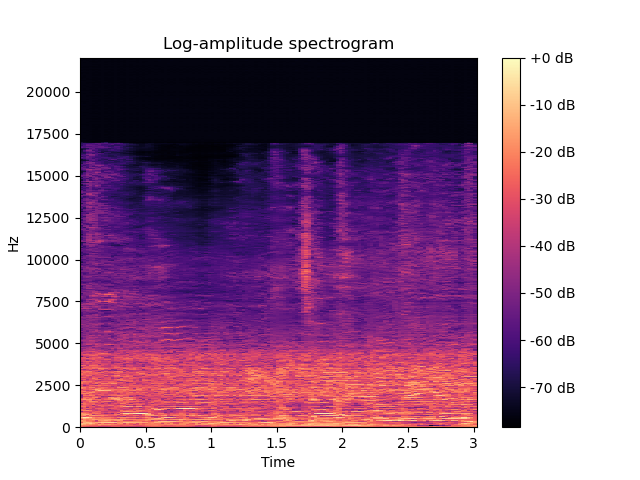 Log-amplitude spectrogram
20000
17500
15000
12500
10000
7500
5000
2500
0
Hz
0 0.5 1 1.5 2 2.5 3
Time
+0 dB
-10 dB
-20 dB
-30 dB
-40 dB
-50 dB
-60 dB
-70 dB